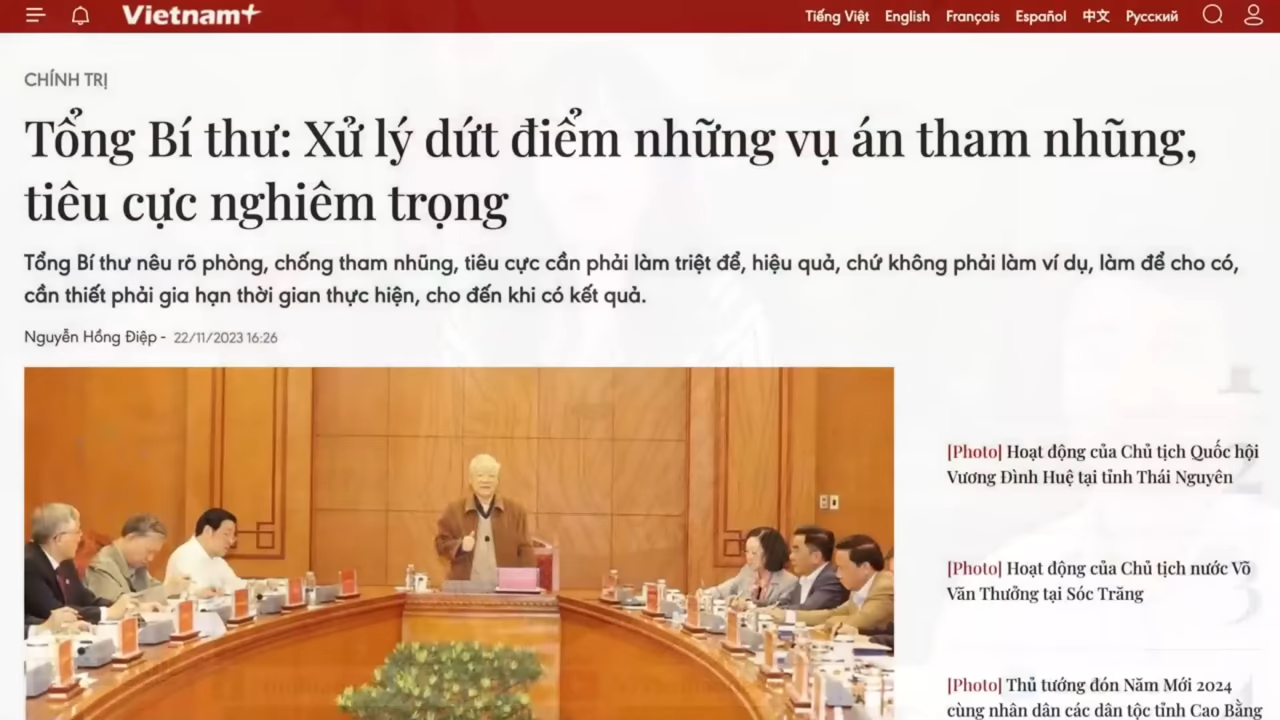 Vietnam+
Tiếng Việt English Français Español 中文 Русский
CHÍNH TRỊ
Tổng Bí thư: Xử lý dứt điểm những vụ án tham nhũng,
tiêu cực nghiêm trọng
Tổng Bí thư nêu rõ phòng, chống tham nhũng, tiêu cực cần phải làm triệt để, hiệu quả, chứ không phải làm ví dụ, làm để cho có,
cần thiết phải gia hạn thời gian thực hiện, cho đến khi có kết quả.
Nguyễn Hồng Điệp - 22/11/2023 16:26
1
[Photo] Hoạt động của Chủ tịch Quốc hội
Vương Đình Huệ tại tỉnh Thái Nguyên
2
[Photo] Hoạt động của Chủ tịch nước Võ
Văn Thưởng tại Sóc Trăng
3
[Photo] Thủ tướng đón Năm Mới 2024
cùng nhân dân các dân tộc tỉnh Cao Bằng
4